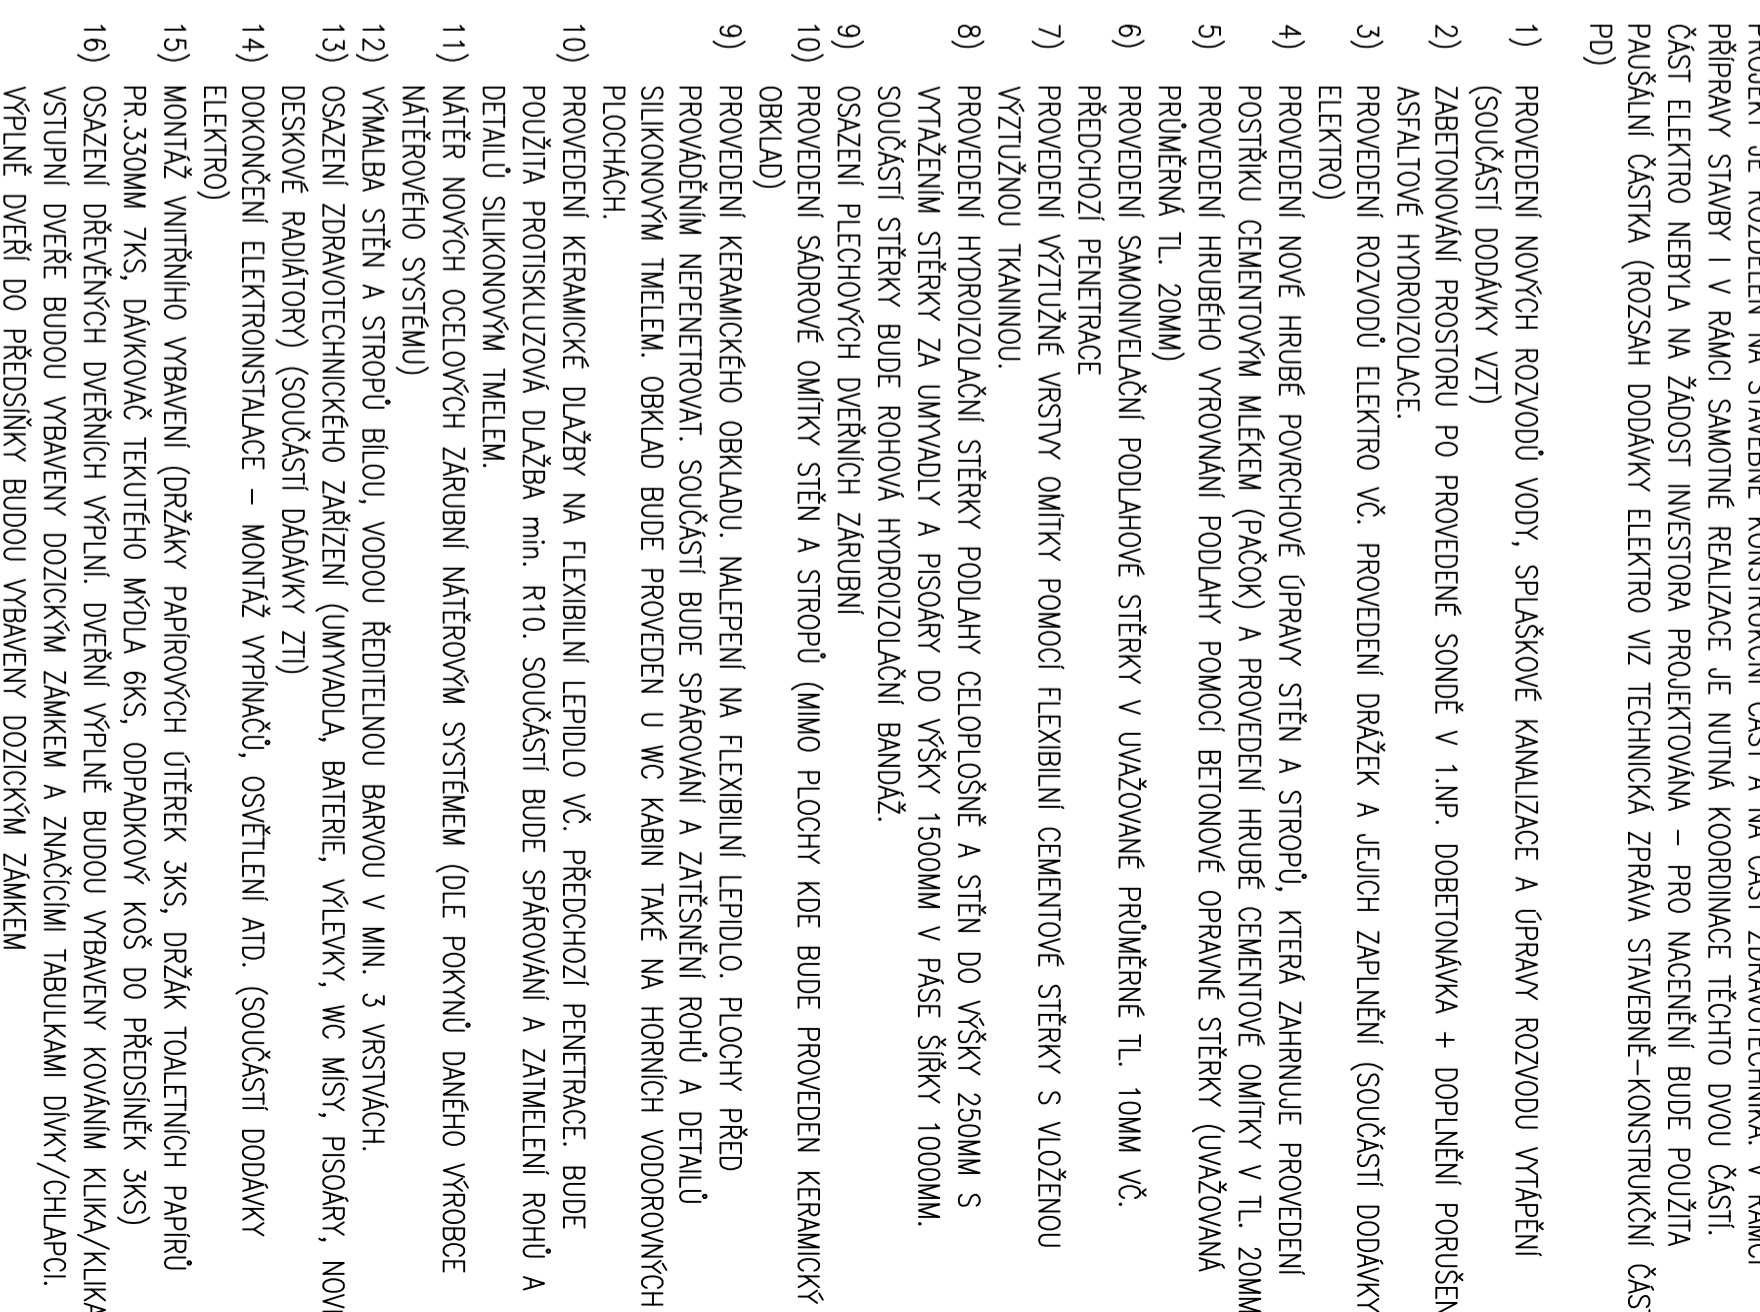 PROJEKT JE ROZDĚLEN NA STAVEBNĚ KONSTRUKČNÍ ČÁST A NA ČÁST ZDRAVOTECHNIKA. V RÁMCI
PŘÍPRAVY STAVBY I V RÁMCI SAMOTNÉ REALIZACE JE NUTNÁ KOORDINACE TĚCHTO DVOU ČÁSTÍ.
ČÁST ELEKTRO NEBYLA NA ŽÁDOST INVESTORA PROJEKTOVÁNA – PRO NACENĚNÍ BUDE POUŽITA
PAUŠÁLNÍ ČÁSTKA (ROZSAH DODÁVKY ELEKTRO VIZ TECHNICKÁ ZPRÁVA STAVEBNĚ–KONSTRUKČNÍ ČÁST
PD)
1) PROVEDENÍ NOVÝCH ROZVODŮ VODY, SPLAŠKOVÉ KANALIZACE A ÚPRAVY ROZVODU VYTÁPĚNÍ
(SOUČÁSTÍ DODÁVKY VZT)
2) ZABETONOVÁNÍ PROSTORU PO PROVEDENÉ SONDĚ V 1.NP. DOBETONÁVKA + DOPLNĚNÍ
ASFALTOVÉ HYDROIZOLACE.
3) PROVEDENÍ ROZVODŮ ELEKTRO VČ. PROVEDENÍ DRÁŽEK A JEJICH ZAPLNĚNÍ (SOUČÁSTÍ DODÁVKY
ELEKTRO)
4) PROVEDENÍ NOVÉ HRUBÉ POVRCHOVÉ ÚPRAVY STĚN A STROPŮ, KTERÁ ZAHRNUJE PROVEDENÍ
POSTŘIKU CEMENTOVÝM MLÉKEM (PAČOK) A PROVEDENÍ HRUBÉ CEMENTOVÉ OMÍTKY V TL. 20MM
5) PROVEDENÍ HRUBÉHO VYROVNÁNÍ PODLAHY POMOCÍ BETONOVÉ OPRAVNÉ STĚRKY (UVAŽOVANÁ
PRŮMĚRNÁ TL. 20MM)
6) PROVEDENÍ SAMONIVELAČNÍ PODLAHOVÉ STĚRKY V UVAŽOVANÉ PRŮMĚRNÉ TL. 10MM VČ.
PŘEDCHOZÍ PENETRACE
7) PROVEDENÍ VÝZTUŽNÉ VRSTVY OMÍTKY POMOCÍ FLEXIBILNÍ CEMENTOVÉ STĚRKY S VLOŽENOU
VÝZTUŽNOU TKANINOU.
8) PROVEDENÍ HYDROIZOLAČNÍ STĚRKY PODLAHY CELOPLOŠNĚ A STĚN DO VÝŠKY 250MM S
VYTAŽENÍM STĚRKY ZA UMYVADLY A PISOÁRY DO VÝŠKY 1500MM V PÁSE ŠÍŘKY 1000MM.
SOUČÁSTÍ STĚRKY BUDE ROHOVÁ HYDROIZOLAČNÍ BANDÁŽ.
9) OSAZENÍ PLECHOVÝCH DVEŘNÍCH ZÁRUBNÍ
10) PROVEDENÍ SÁDROVÉ OMÍTKY STĚN A STROPŮ (MIMO PLOCHY KDE BUDE PROVEDEN KERAMICKÝ
OBKLAD)
9) PROVEDENÍ KERAMICKÉHO OBKLADU. NALEPENÍ NA FLEXIBILNÍ LEPIDLO. PLOCHY PŘED
PROVÁDĚNÍM NEPENETROVAT. SOUČÁSTÍ BUDE SPÁROVÁNÍ A ZATĚSNĚNÍ ROHŮ A DETAILŮ
SILIKONOVÝM TMELEM. OBKLAD BUDE PROVEDEN U WC KABIN TAKÉ NA HORNÍCH VODOROVNÝCH
PLOCHÁCH.
10) PROVEDENÍ KERAMICKÉ DLAŽBY NA FLEXIBILNÍ LEPIDLO VČ. PŘEDCHOZÍ PENETRACE. BUDE
POUŽITA PROTISKLUZOVÁ DLAŽBA min. R10. SOUČÁSTÍ BUDE SPÁROVÁNÍ A ZATMELENÍ ROHŮ A
DETAILŮ SILIKONOVÝM TMELEM.
11) NÁTĚR NOVÝCH OCELOVÝCH ZÁRUBNÍ NÁTĚROVÝM SYSTÉMEM (DLE POKYNŮ DANÉHO VÝROBCE
NÁTĚROVÉHO SYSTÉMU)
12) VÝMALBA STĚN A STROPŮ BÍLOU, VODOU ŘEDITELNOU BARVOU V MIN. 3 VRSTVÁCH.
13) OSAZENÍ ZDRAVOTECHNICKÉHO ZAŘÍZENÍ (UMYVADLA, BATERIE, VÝLEVKY, WC MÍSY, PISOÁRY,
DESKOVÉ RADIÁTORY) (SOUČÁSTÍ DÁDÁVKY ZTI)
14) DOKONČENÍ ELEKTROINSTALACE – MONTÁŽ VYPÍNAČŮ, OSVĚTLENÍ ATD. (SOUČÁSTÍ DODÁVKY
ELEKTRO)
15) MONTÁŽ VNITŘNÍHO VYBAVENÍ (DRŽÁKY PAPÍROVÝCH ÚTĚREK 3KS, DRŽÁK TOALETNÍCH PAPÍRŮ
PR.330MM 7KS, DÁVKOVAČ TEKUTÉHO MÝDLA 6KS, ODPADKOVÝ KOŠ DO PŘEDSÍNĚK 3KS)
16) OSAZENÍ DŘEVĚNÝCH DVEŘNÍCH VÝPLNÍ. DVEŘNÍ VÝPLNĚ BUDOU VYBAVENY KOVÁNÍM KLIKA/KLIKA
VSTUPNÍ DVEŘE BUDOU VYBAVENY DOZICKÝM ZÁMKEM A ZNAČÍCÍMI TABULKAMI DÍVKY/CHLAPCI.
VÝPLNĚ DVEŘÍ DO PŘEDSÍŇKY BUDOU VYBAVENY DOZICKÝM ZÁMKEM